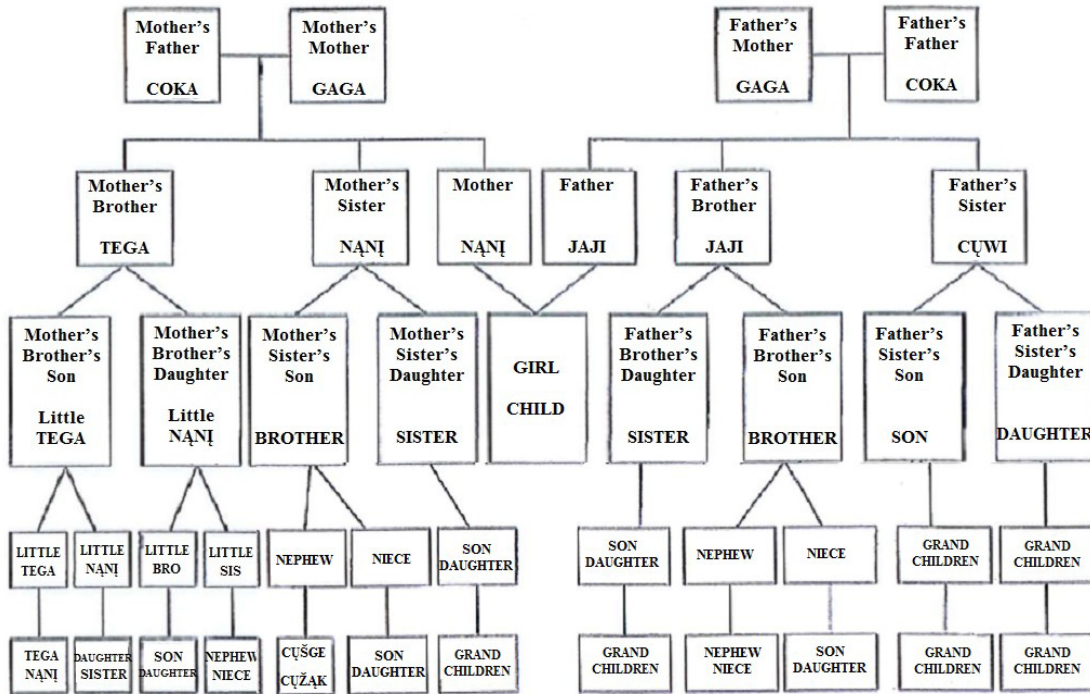 Mother's
Father
COKA
Mother's
Mother
GAGA
Father's
Mother
GAGA
Father's
Father
COKA
Mother's
Brother
TEGA
Mother's
Sister
NĄNĮ
Mother
NĄNĮ
Father
JAJI
Father's
Brother
JAJI
Father's
Sister
CŲWI
Mother's
Brother's
Son
Little
TEGA
Mother's
Brother's
Daughter
Little
NĄNĮ
Mother's
Sister's
Son
BROTHER
Mother's
Sister's
Daughter
SISTER
GIRL
CHILD
Father's
Brother's
Daughter
SISTER
Father's
Brother's
Son
BROTHER
Father's
Sister's
Son
SON
Father's
Sister's
Daughter
DAUGHTER
LITTLE
TEGA
LITTLE
NĄNĮ
LITTLE
BRO
LITTLE
SIS
NEPHEW
NIECE
SON
DAUGHTER
SON
DAUGHTER
NEPHEW
NIECE
GRAND
CHILDREN
GRAND
CHILDREN
TEGA
NĄNĮ
DAUGHTER
SISTER
SON
DAUGHTER
NEPHEW
NIECE
CŲŠGE
CŲŽĄK
SON
DAUGHTER
GRAND
CHILDREN
GRAND
CHILDREN
NEPHEW
NIECE
SON
DAUGHTER
GRAND
CHILDREN
GRAND
CHILDREN